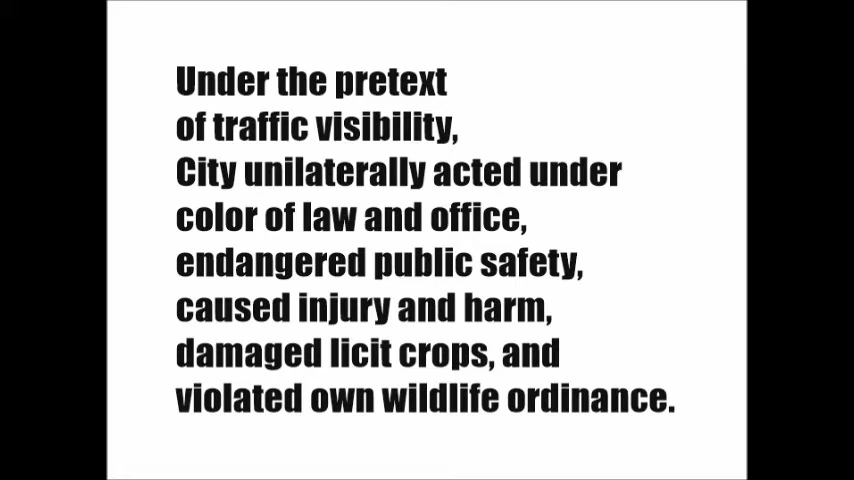 Under the pretext
of traffic visibility,
City unilaterally acted under
color of law and office,
endangered public safety,
caused injury and harm,
damaged licit crops, and
violated own wildlife ordinance.